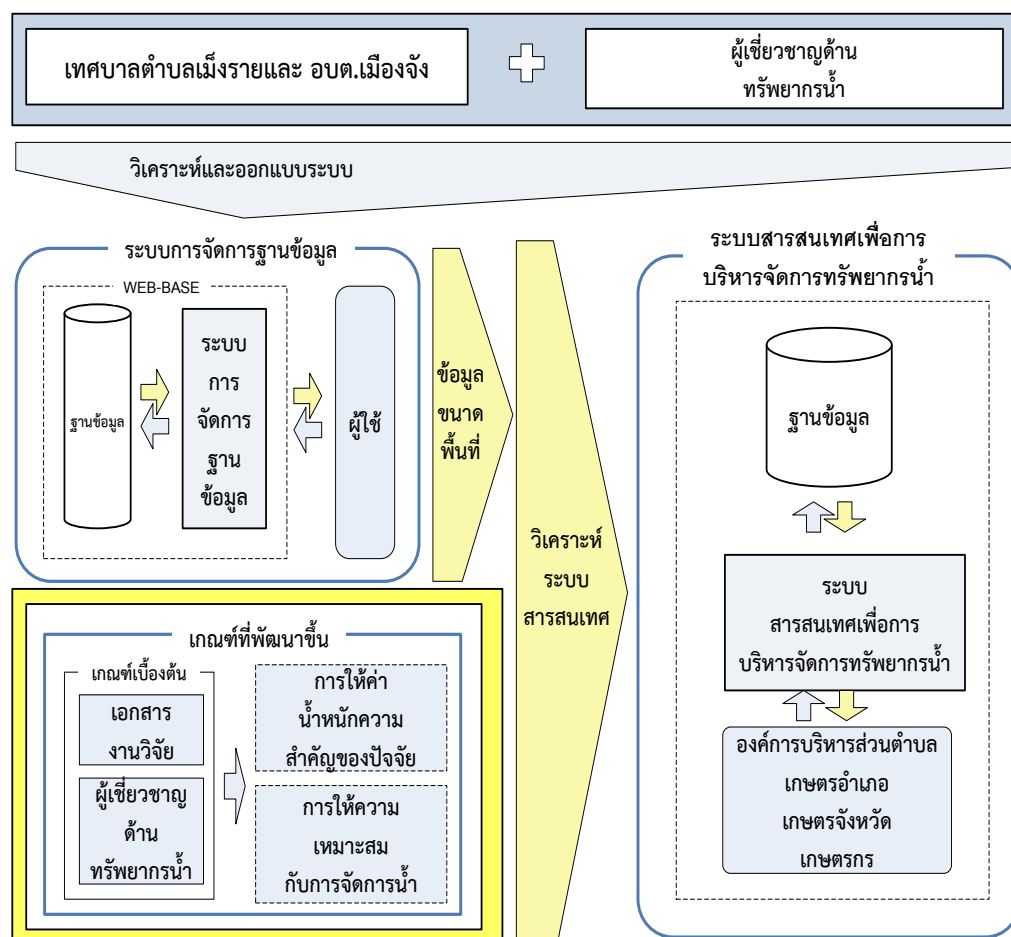 เทศบาลตำบลเม็งรายและ อบต.เมืองจัง
ผู้เชี่ยวชาญด้าน
ทรัพยากรน้ำ
วิเคราะห์และออกแบบระบบ
ระบบการจัดการฐานข้อมูล
WEB-BASE
ฐานข้อมูล
ระบบ
การ
จัดการ
ฐาน
ข้อมูล
ผู้ใช้
ข้อมูล
ขนาด
พื้นที่
เกณฑ์ที่พัฒนาขึ้น
เกณฑ์เบื้องต้น
เอกสาร
งานวิจัย
ผู้เชี่ยวชาญ
ด้าน
ทรัพยากรน้ำ
การให้ค่า
น้ำหนักความ
สำคัญของปัจจัย
การให้ความ
เหมาะสม
กับการจัดการน้ำ
วิเคราะห์
ระบบ
สารสนเทศ
ระบบสารสนเทศเพื่อการ
บริหารจัดการทรัพยากรน้ำ
ฐานข้อมูล
ระบบ
สารสนเทศเพื่อการ
บริหารจัดการทรัพยากรน้ำ
องค์การบริหารส่วนตำบล
เกษตรอำเภอ
เกษตรจังหวัด
เกษตรกร